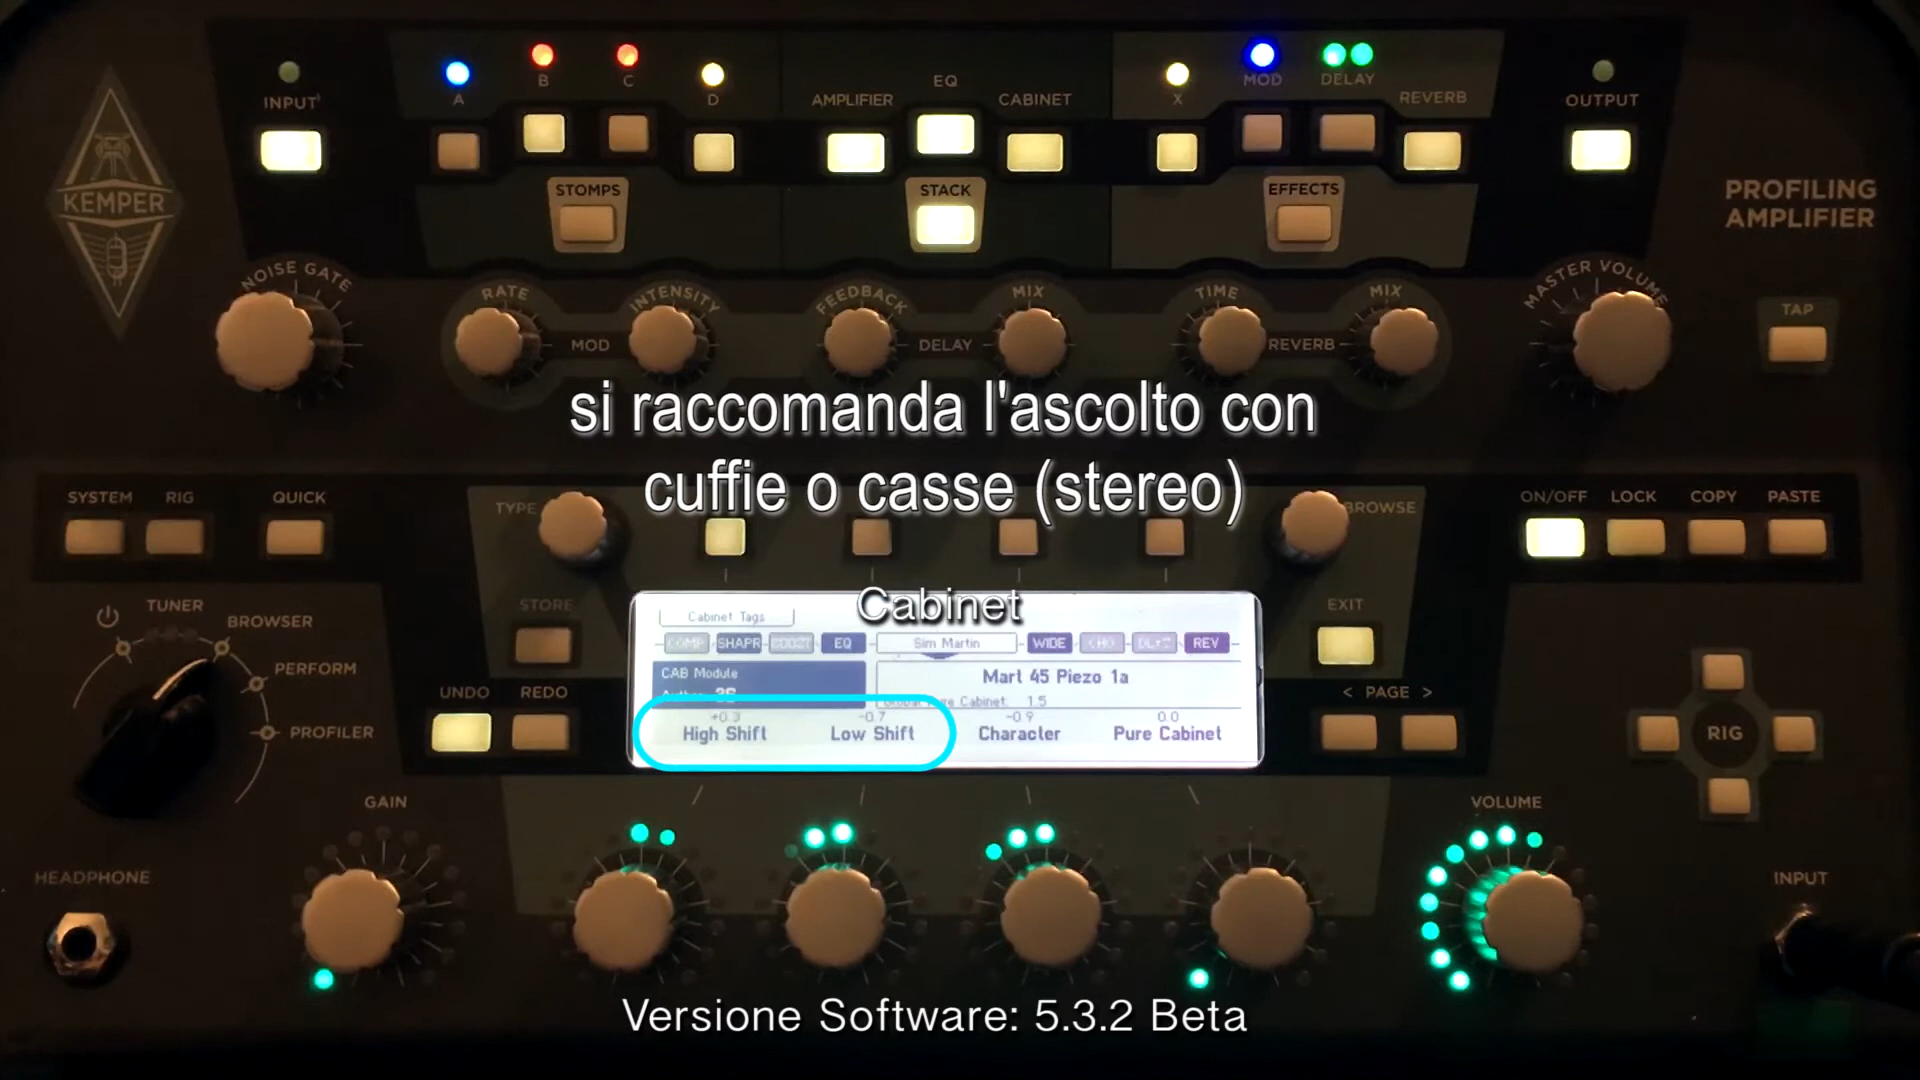 INPUT
A
B
C
D
AMPLIFIER
EQ
CABINET
X
MOD
DELAY
REVERB
OUTPUT
KEMPER
STOMPS
STACK
EFFECTS
PROFILING
AMPLIFIER
NOISE GATE
RATE
INTENSITY
FEEDBACK
MIX
TIME
MIX
MASTER VOLUME
TAP
MOD
DELAY
REVERB
si raccomanda l'ascolto con
cuffie o casse (stereo)
SYSTEM RIG QUICK
TYPE
BROWSE
ON/OFF LOCK COPY PASTE
TUNER
BROWSER
PERFORM
PROFILER
STORE
EXIT
UNDO REDO
< PAGE >
RIG
Cabinet
Cabinet Tags
COMP SHAPR BOOST EQ Sim Martin WIDE CHO REV
CAB Module
Mart 45 Piezo 1a
Cabinet: 1.5
+0.3 -0.7 -0.9 0.0
High Shift Low Shift Character Pure Cabinet
GAIN
VOLUME
HEADPHONE
INPUT
Versione Software: 5.3.2 Beta